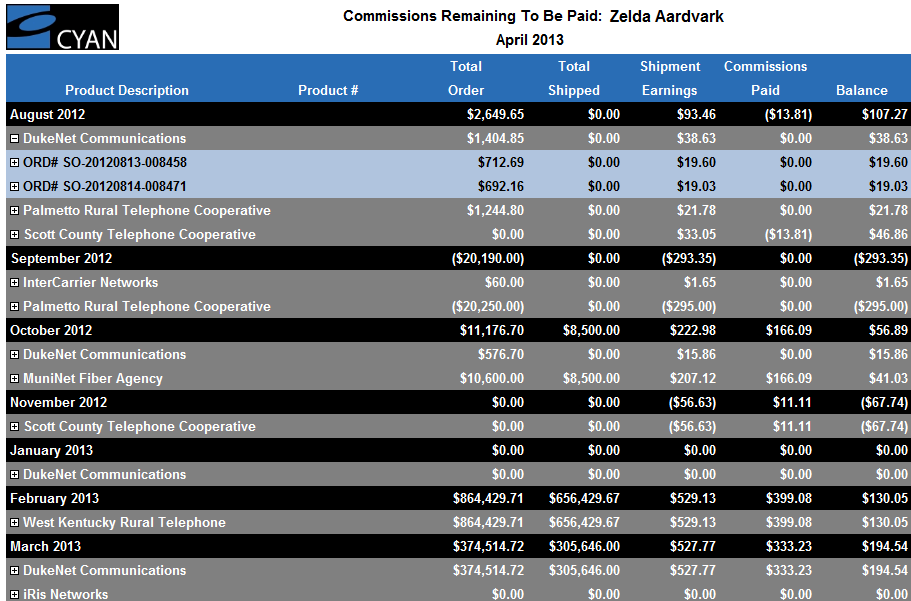 CYAN
Commissions Remaining To Be Paid: Zelda Aardvark
April 2013
Total Total Shipment Commissions
Product Description Product # Order Shipped Earnings Paid Balance
August 2012 $2,649.65 $0.00 $93.46 ($13.81) $107.27
DukeNet Communications $1,404.85 $0.00 $38.63 $0.00 $38.63
ORD# SO-20120813-008458 $712.69 $0.00 $19.60 $0.00 $19.60
ORD# SO-20120814-008471 $692.16 $0.00 $19.03 $0.00 $19.03
Palmetto Rural Telephone Cooperative $1,244.80 $0.00 $21.78 $0.00 $21.78
Scott County Telephone Cooperative $0.00 $0.00 $33.05 ($13.81) $46.86
September 2012 ($20,190.00) $0.00 ($293.35) $0.00 ($293.35)
InterCarrier Networks $60.00 $0.00 $1.65 $0.00 $1.65
Palmetto Rural Telephone Cooperative ($20,250.00) $0.00 ($295.00) $0.00 ($295.00)
October 2012 $11,176.70 $8,500.00 $222.98 $166.09 $56.89
DukeNet Communications $576.70 $0.00 $15.86 $0.00 $15.86
MuniNet Fiber Agency $10,600.00 $8,500.00 $207.12 $166.09 $41.03
November 2012 $0.00 $0.00 ($56.63) $11.11 ($67.74)
Scott County Telephone Cooperative $0.00 $0.00 ($56.63) $11.11 ($67.74)
January 2013 $0.00 $0.00 $0.00 $0.00 $0.00
DukeNet Communications $0.00 $0.00 $0.00 $0.00 $0.00
February 2013 $864,429.71 $656,429.67 $529.13 $399.08 $130.05
West Kentucky Rural Telephone $864,429.71 $656,429.67 $529.13 $399.08 $130.05
March 2013 $374,514.72 $305,646.00 $527.77 $333.23 $194.54
DukeNet Communications $374,514.72 $305,646.00 $527.77 $333.23 $194.54
iRis Networks $0.00 $0.00 $0.00 $0.00 $0.00